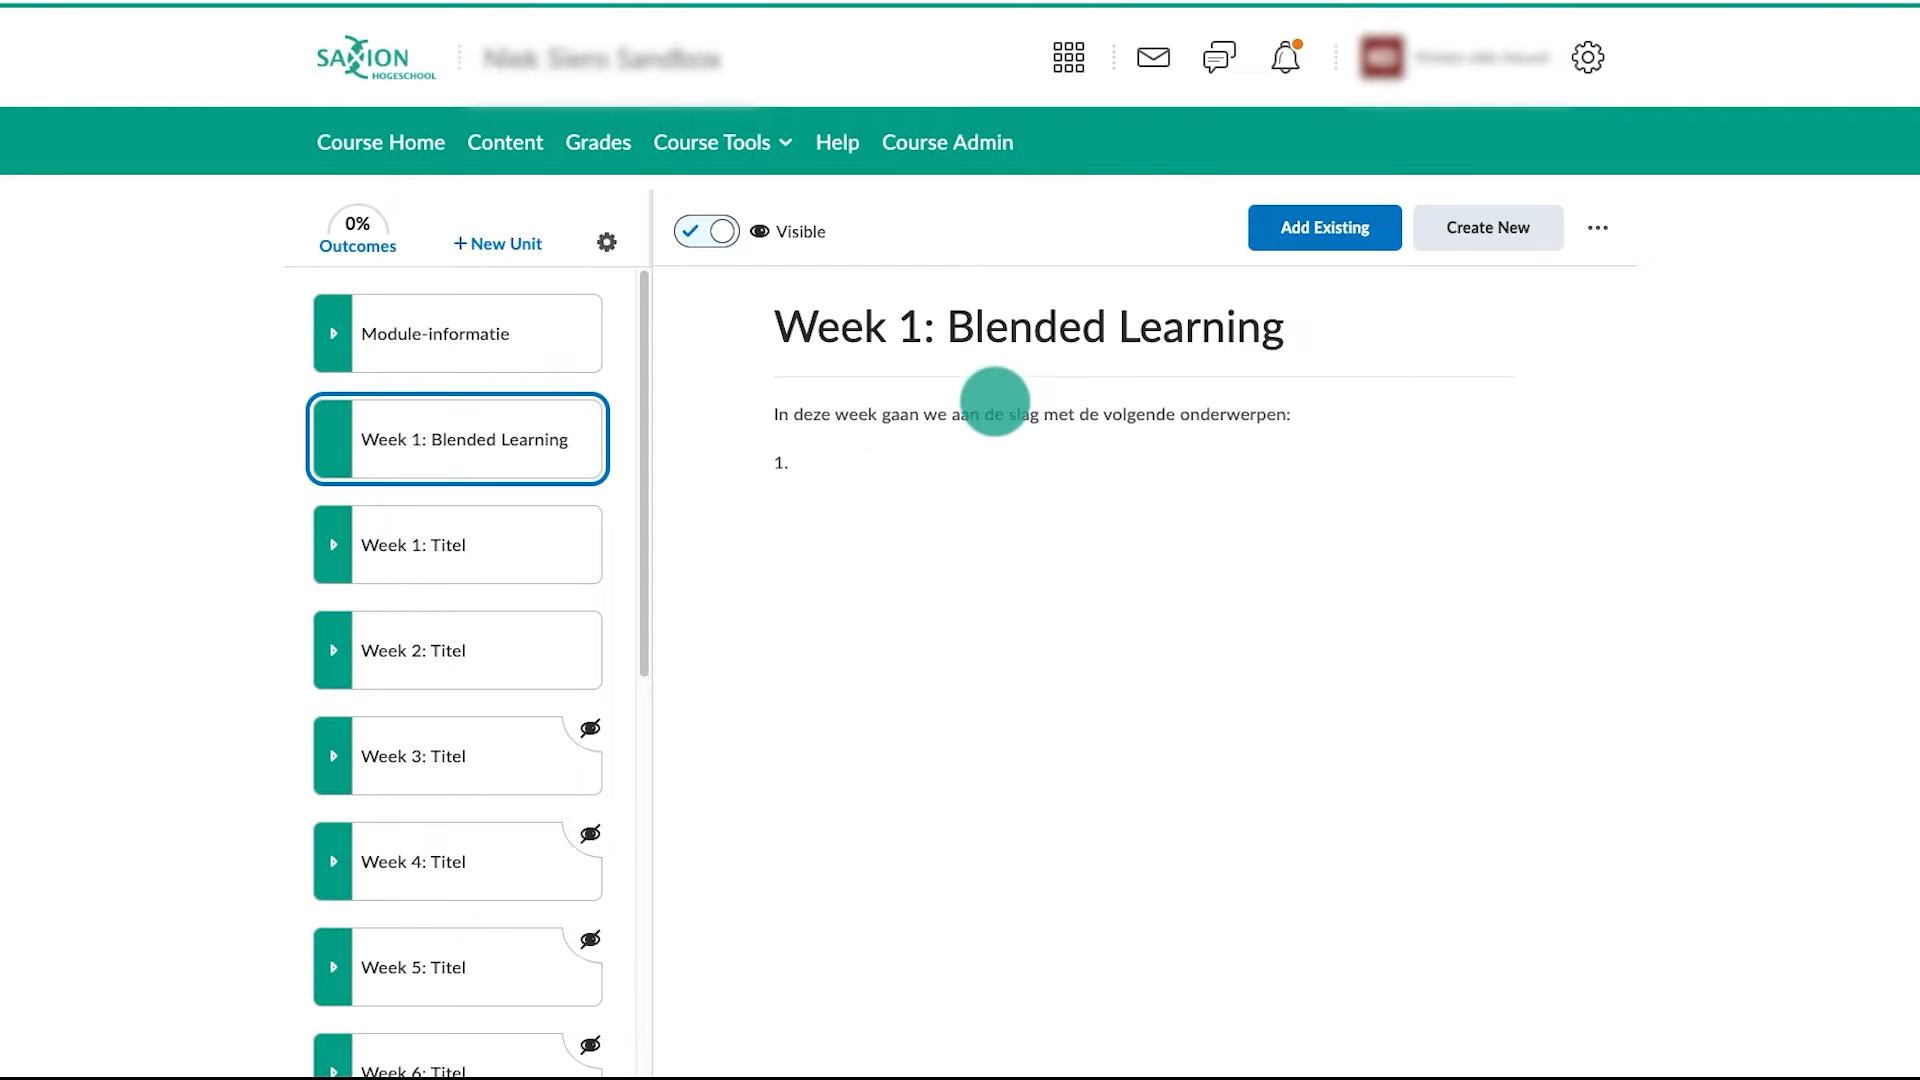 SAXION
HOGESCHOOL
Course Home
Content
Grades
Course Tools
Help
Course Admin
0%
Outcomes
+ New Unit
Visible
Add Existing
Create New
Module-informatie
Week 1: Blended Learning
Week 1: Titel
Week 2: Titel
Week 3: Titel
Week 4: Titel
Week 5: Titel
Week 6: Titel
Week 1: Blended Learning
In deze week gaan we aan de slag met de volgende onderwerpen:
1.